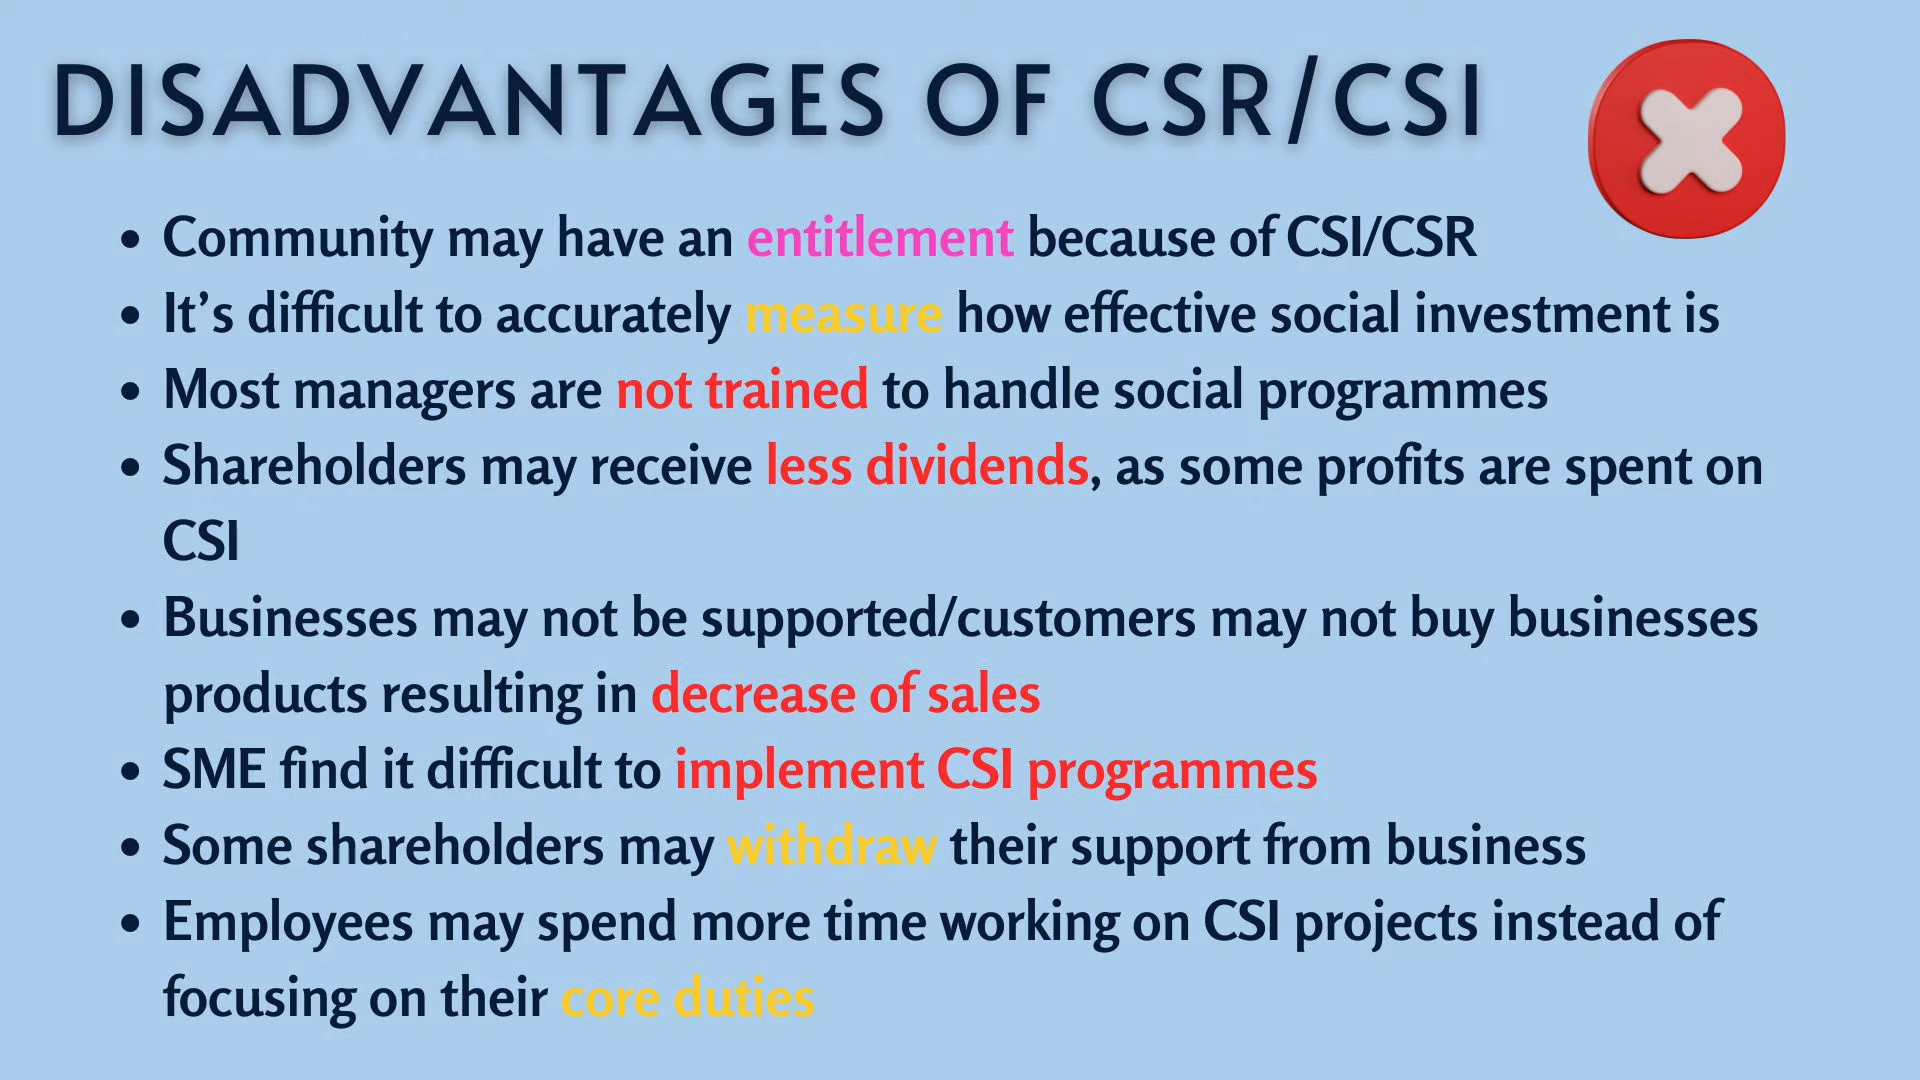 DISADVANTAGES OF CSR/CSI
• Community may have an entitlement because of CSI/CSR
• It’s difficult to accurately measure how effective social investment is
• Most managers are not trained to handle social programmes
• Shareholders may receive less dividends, as some profits are spent on
CSI
• Businesses may not be supported/customers may not buy businesses
products resulting in decrease of sales
• SME find it difficult to implement CSI programmes
• Some shareholders may withdraw their support from business
• Employees may spend more time working on CSI projects instead of
focusing on their core duties